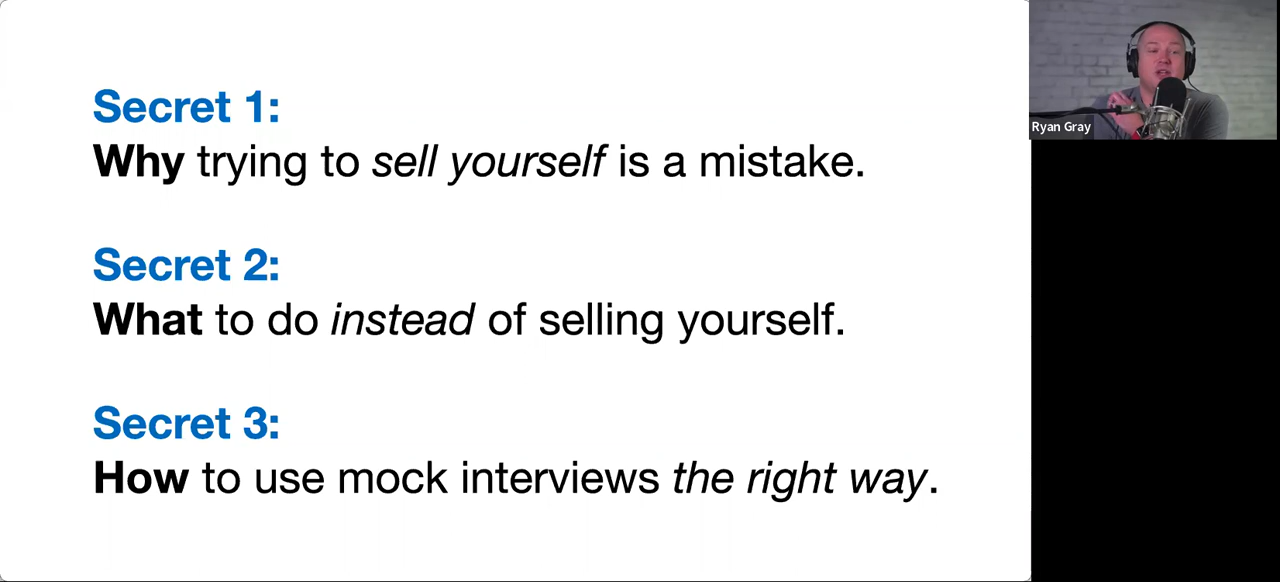 Secret 1:
Why trying to sell yourself is a mistake.
Secret 2:
What to do instead of selling yourself.
Secret 3:
How to use mock interviews the right way.
Ryan Gray